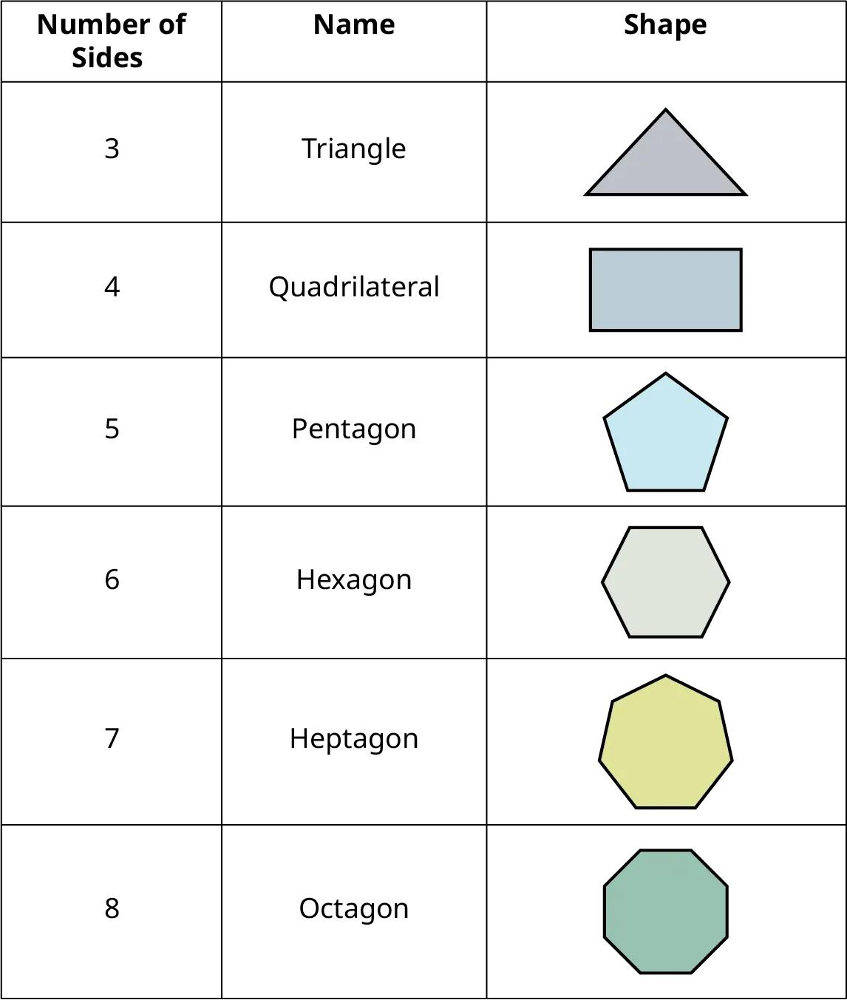 Number of
Sides
Name
Shape
3
Triangle
4
Quadrilateral
5
Pentagon
6
Hexagon
7
Heptagon
8
Octagon